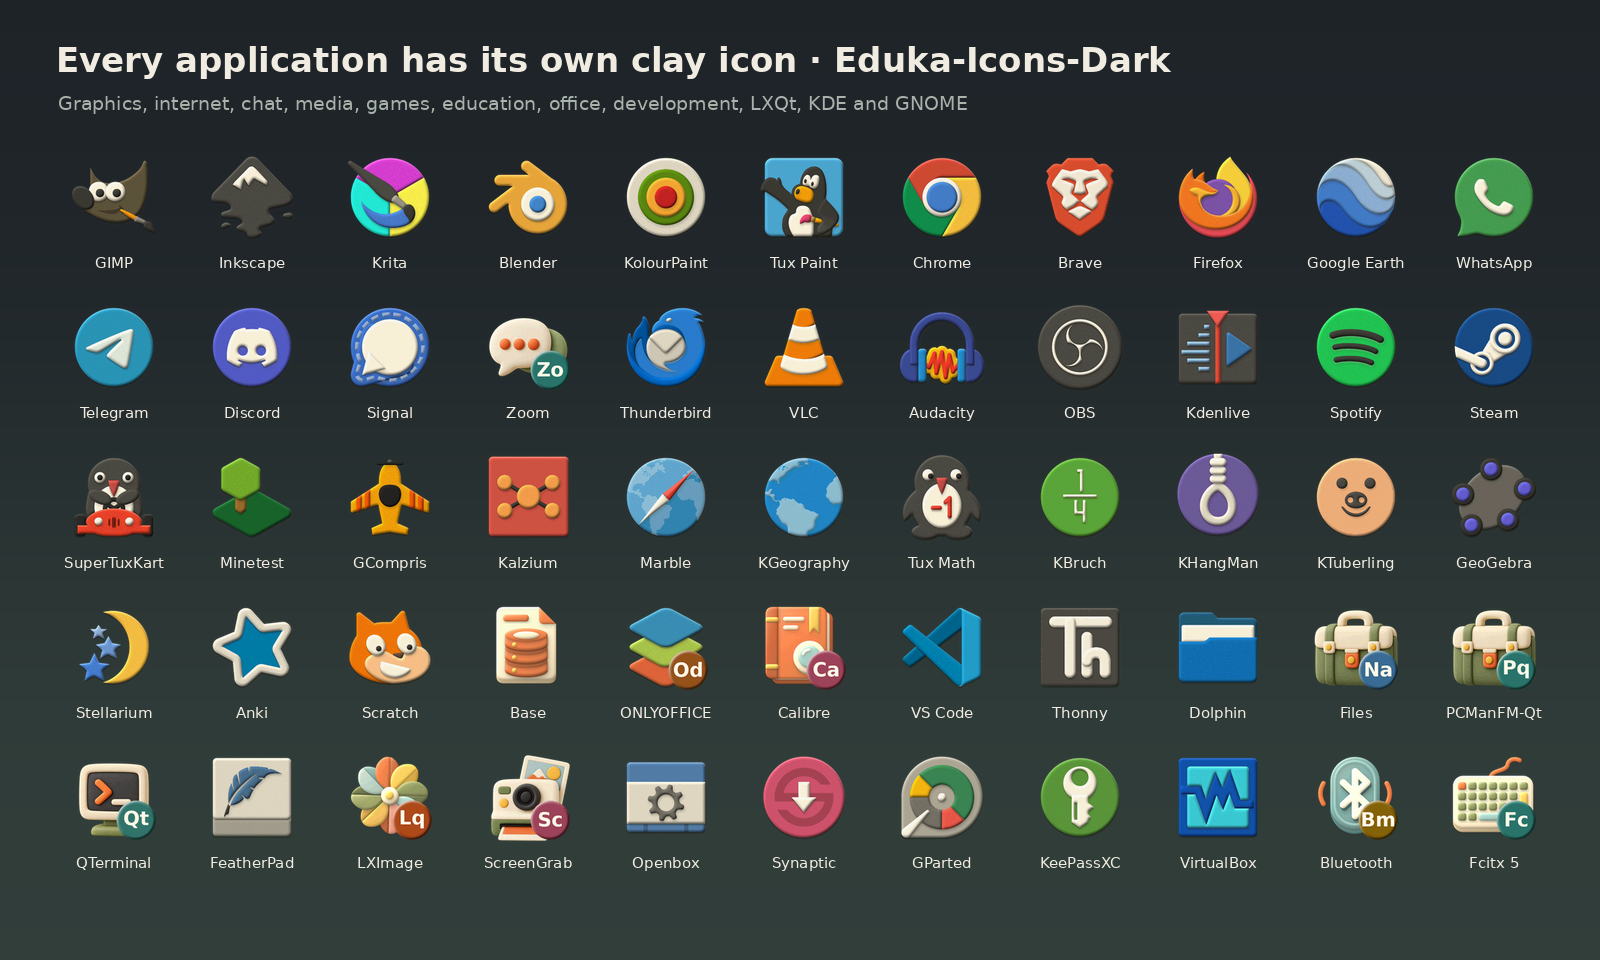 Every application has its own clay icon · Eduka-Icons-Dark
Graphics, internet, chat, media, games, education, office, development, LXQt, KDE and GNOME
GIMP Inkscape Krita Blender KolourPaint Tux Paint Chrome Brave Firefox Google Earth WhatsApp
Zo
Telegram Discord Signal Zoom Thunderbird VLC Audacity OBS Kdenlive Spotify Steam
-1 1/4
SuperTuxKart Minetest GCompris Kalzium Marble KGeography Tux Math KBruch KHangMan KTuberling GeoGebra
Od Ca Th Na Pq
Stellarium Anki Scratch Base ONLYOFFICE Calibre VS Code Thonny Dolphin Files PCManFM-Qt
Qt Lq Sc Bm Fc
QTerminal FeatherPad LXImage ScreenGrab Openbox Synaptic GParted KeePassXC VirtualBox Bluetooth Fcitx 5